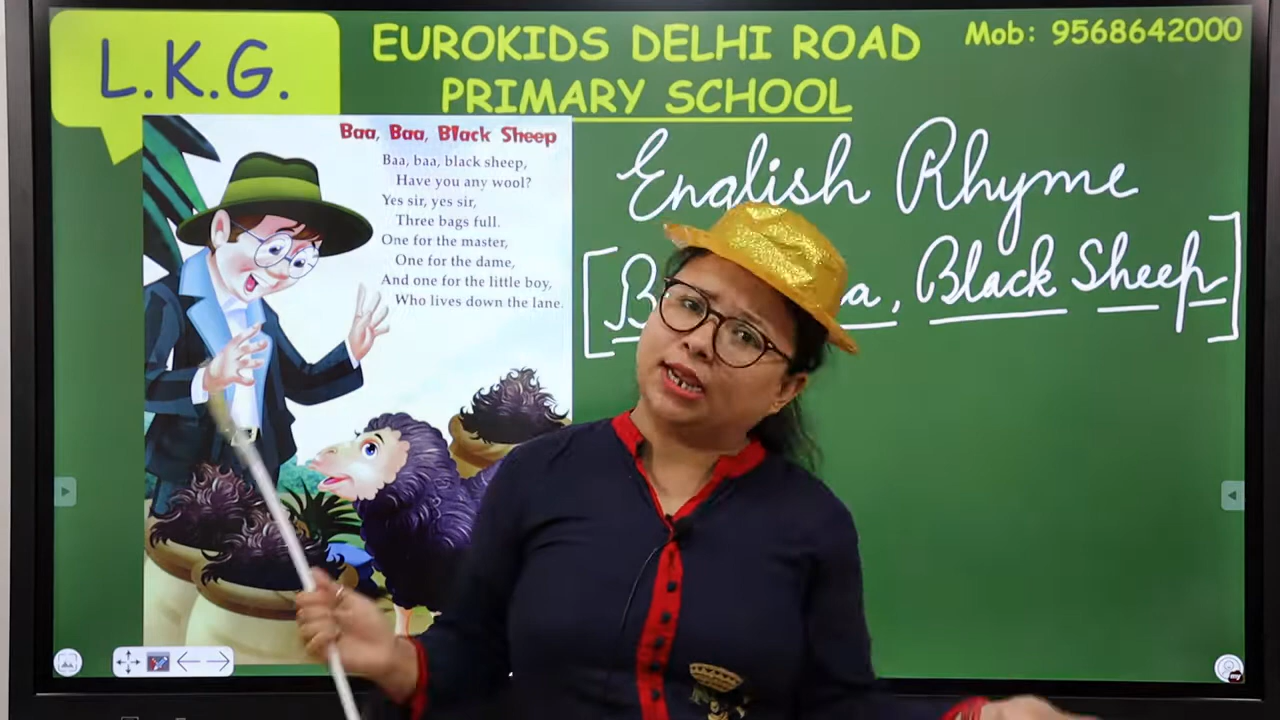 L.K.G.
EUROKIDS DELHI ROAD
PRIMARY SCHOOL
Mob: 9568642000
Baa, Baa, Black Sheep
Baa, baa, black sheep,
Have you any wool?
Yes sir, yes sir,
Three bags full.
One for the master,
One for the dame,
And one for the little boy,
Who lives down the lane.
English Rhyme
Black Sheep